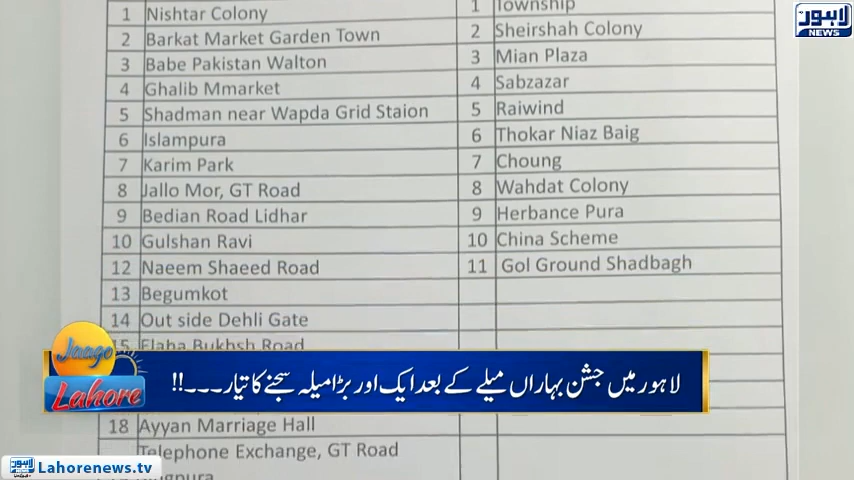 1 Nishtar Colony 1 Township
2 Barkat Market Garden Town 2 Sheirshah Colony
3 Babe Pakistan Walton 3 Mian Plaza
4 Ghalib Mmarket 4 Sabzazar
5 Shadman near Wapda Grid Staion 5 Raiwind
6 Islampura 6 Thokar Niaz Baig
7 Karim Park 7 Choung
8 Jallo Mor, GT Road 8 Wahdat Colony
9 Bedian Road Lidhar 9 Herbance Pura
10 Gulshan Ravi 10 China Scheme
12 Naeem Shaeed Road 11 Gol Ground Shadbagh
13 Begumkot
14 Out side Dehli Gate
15 Elaha Bukhsh Road
لاہور میں جشن بہاراں میلے کے بعد ایک اور بڑا میلہ سجنے کا تیار۔۔۔!!
18 Ayyan Marriage Hall
Telephone Exchange, GT Road
لاہور
NEWS
Jaago
Lahore
Lahorenews.tv